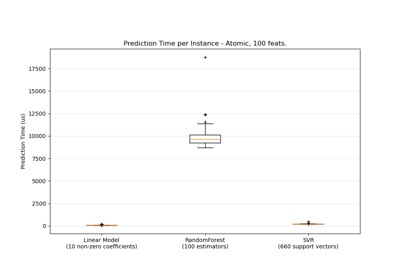 Prediction Time per Instance - Atomic, 100 feats.
17500
15000
12500
10000
7500
5000
2500
0
Prediction Time (us)
Linear Model
(10 non-zero coefficients)
RandomForest
(100 estimators)
SVR
(660 support vectors)